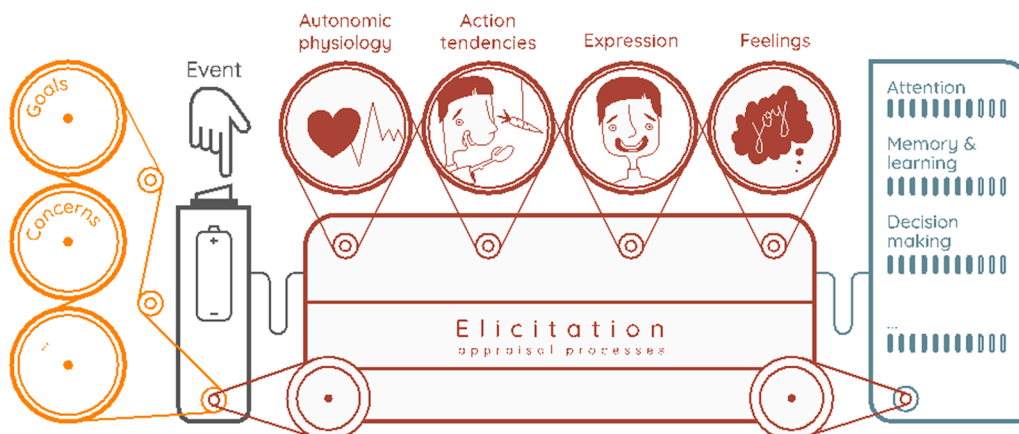 Goals
Concerns
...
Event
Autonomic
physiology
Action
tendencies
Expression
Feelings
joy
Elicitation
appraisal processes
Attention
Memory &
learning
Decision
making
...